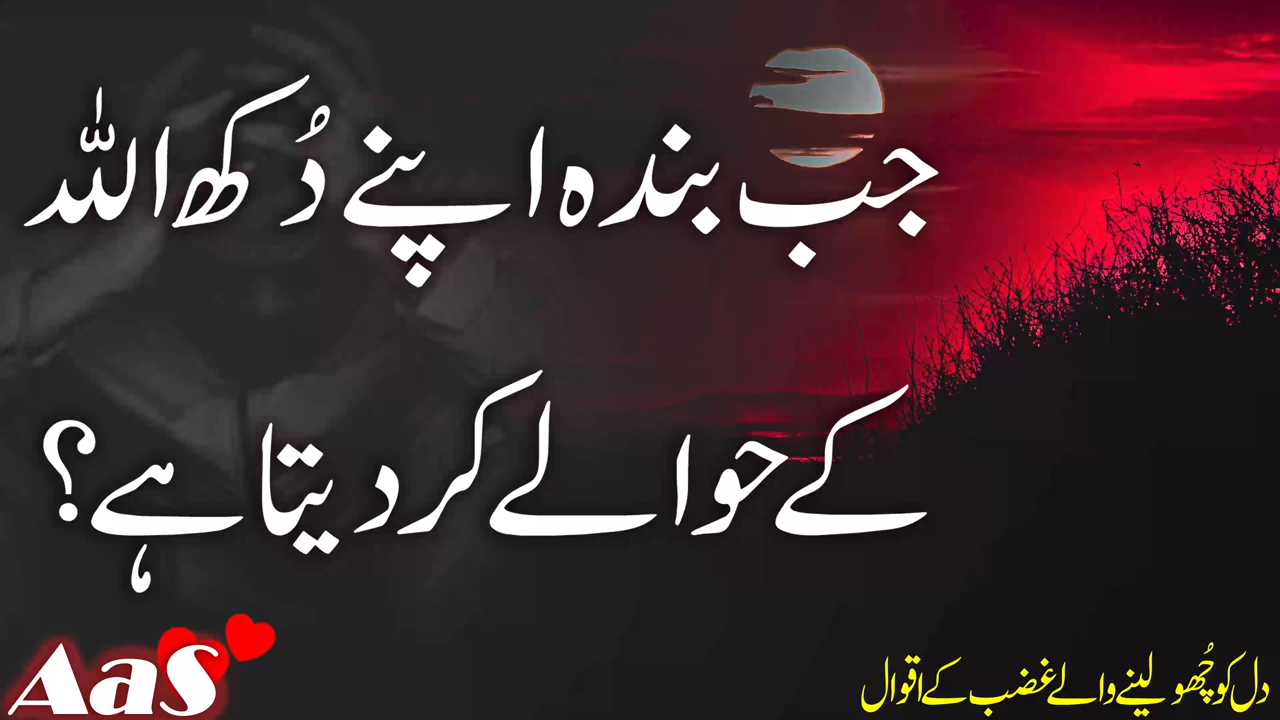 جب بندہ اپنے دُکھ اللہ
کے حوالے کر دیتا ہے؟
AaS
دل کو چُھو لینے والے غضب کے اقوال